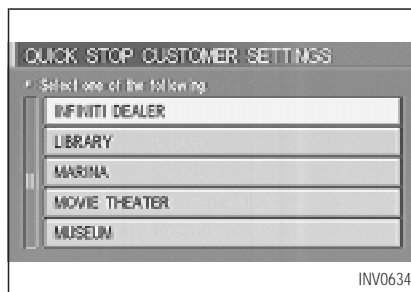 QUICK STOP CUSTOMER SETTINGS
Select one of the following.
INFINITI DEALER
LIBRARY
MARINA
MOVIE THEATER
MUSEUM
INV0634